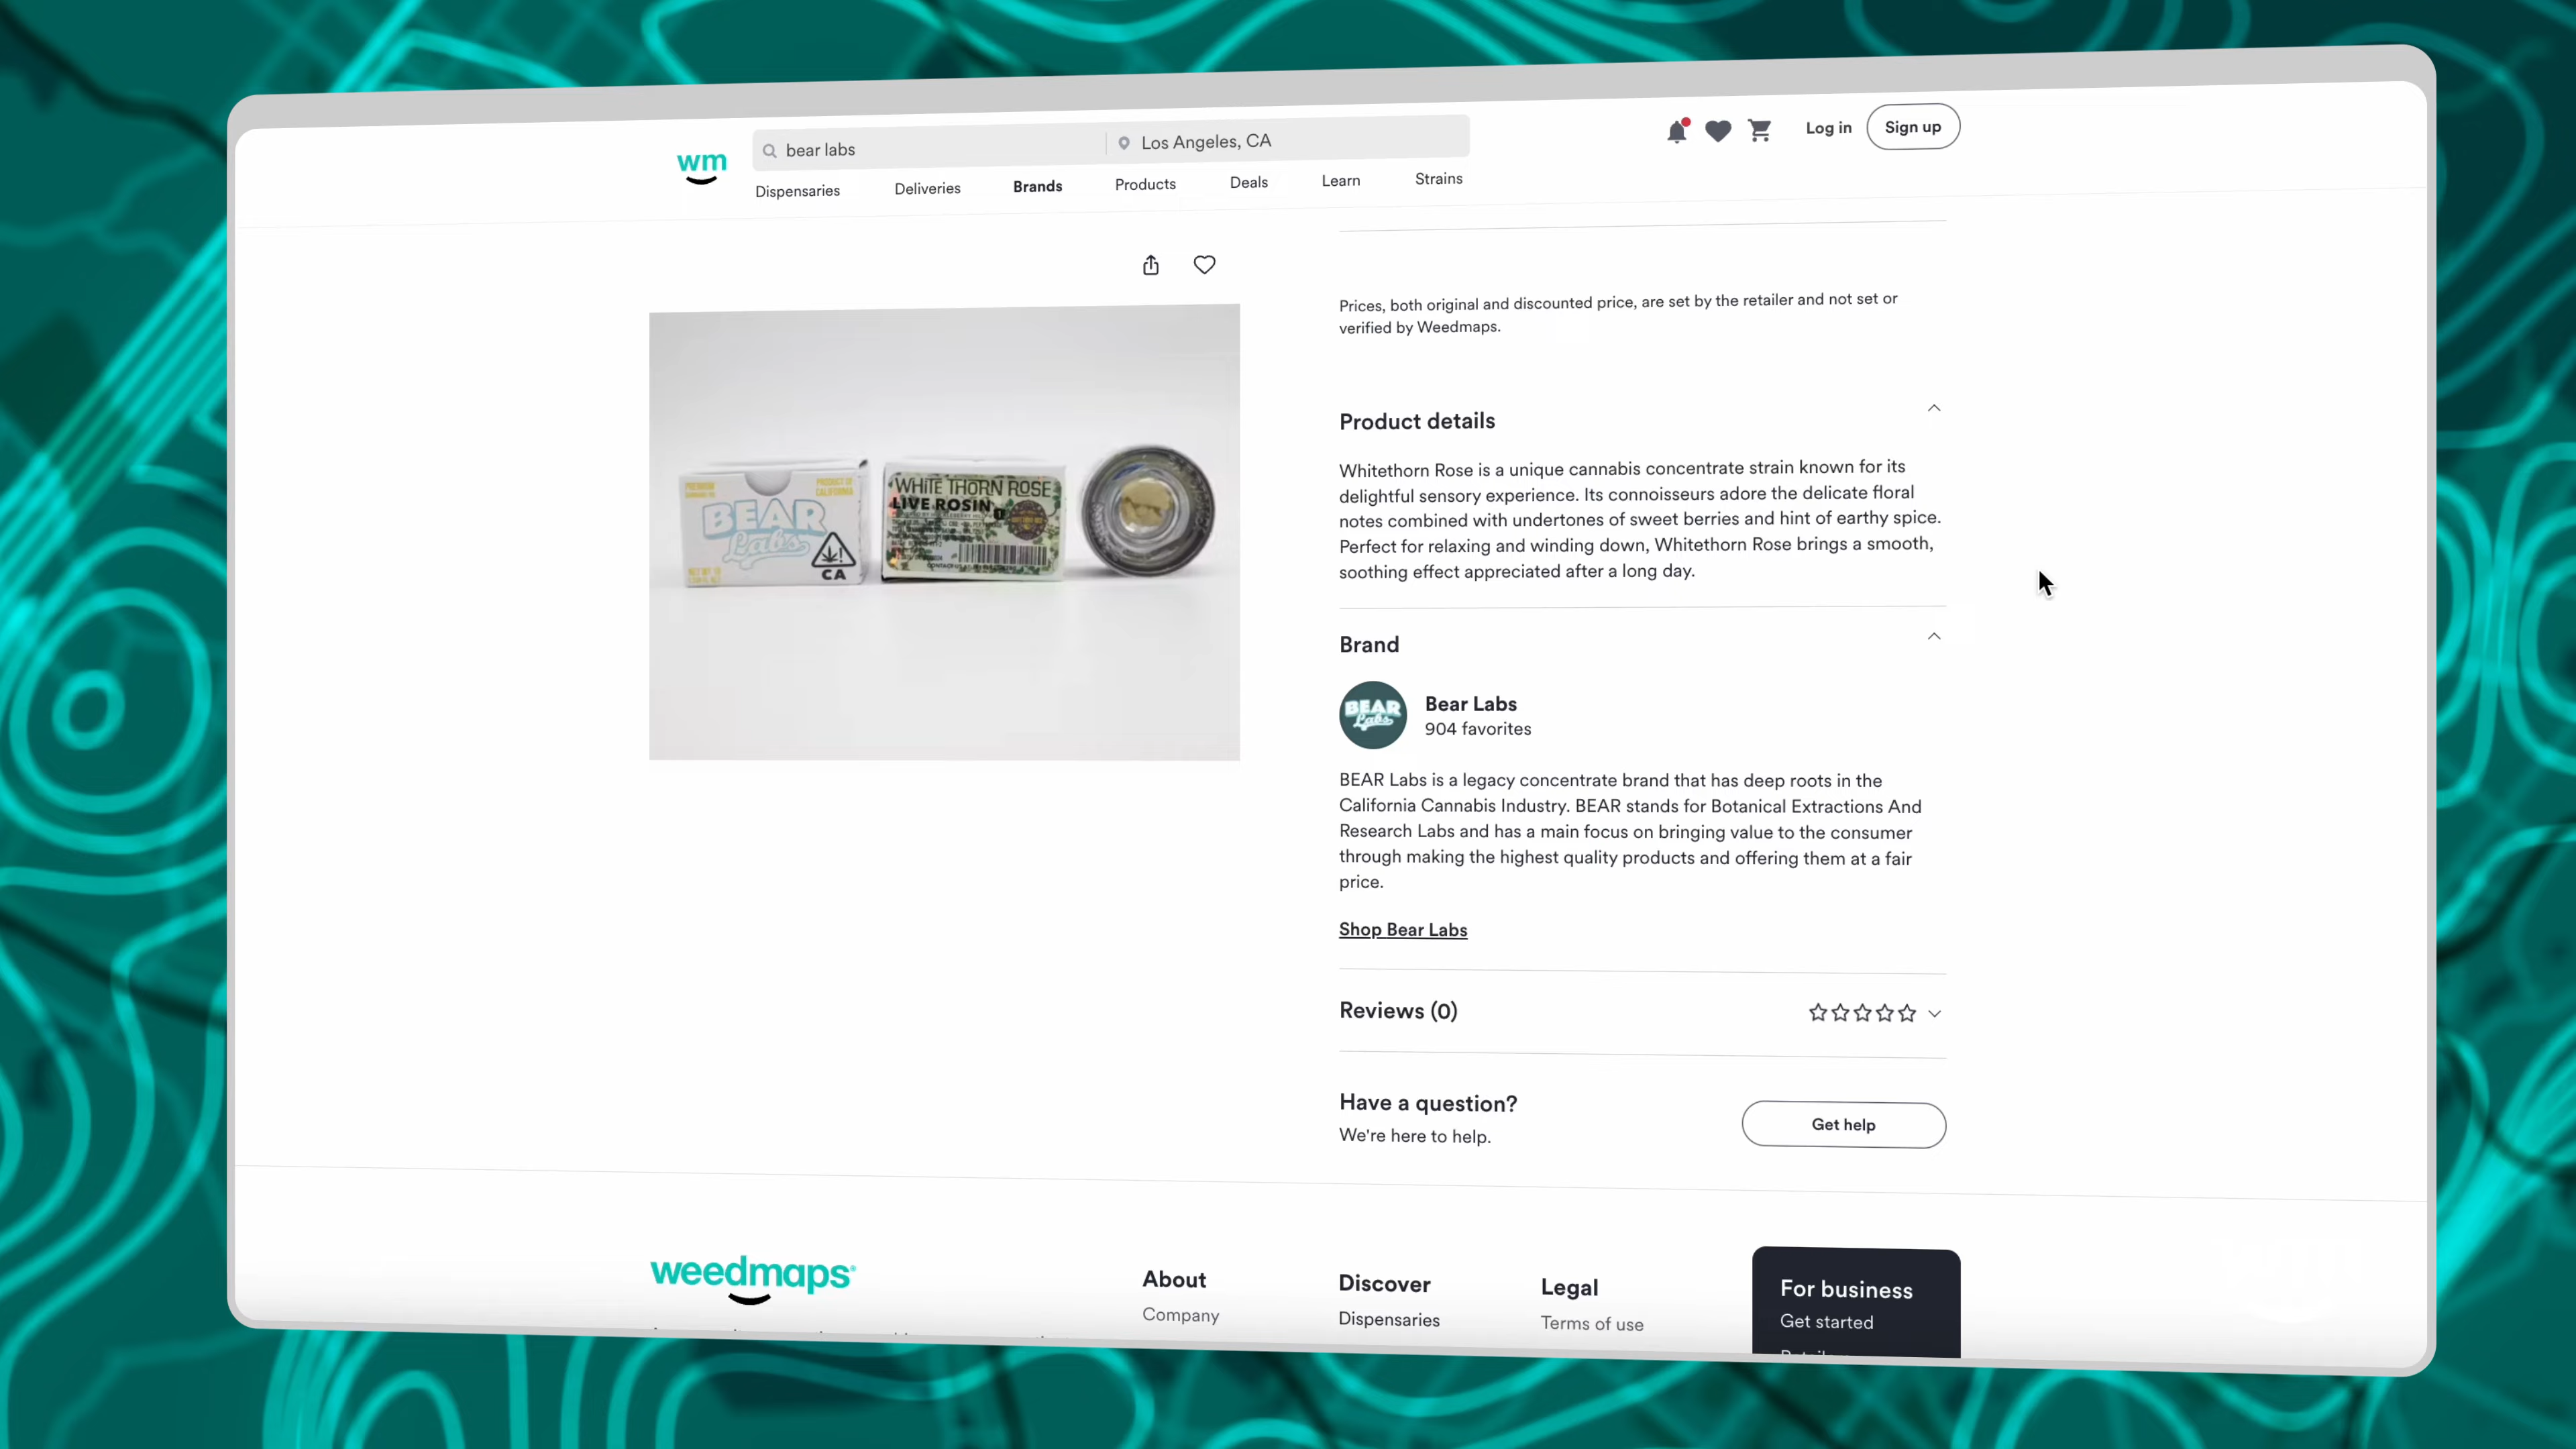 wm
bear labs
Los Angeles, CA
Log in
Sign up
Dispensaries
Deliveries
Brands
Products
Deals
Learn
Strains
Prices, both original and discounted price, are set by the retailer and not set or
verified by Weedmaps.
Product details
Whitethorn Rose is a unique cannabis concentrate strain known for its
delightful sensory experience. Its connoisseurs adore the delicate floral
notes combined with undertones of sweet berries and hint of earthy spice.
Perfect for relaxing and winding down, Whitethorn Rose brings a smooth,
soothing effect appreciated after a long day.
PRODUCT OF
CALIFORNIA
BEAR
Labs
CA
WHITE THORN ROSE
LIVE ROSIN
Brand
BEAR
Labs
Bear Labs
904 favorites
BEAR Labs is a legacy concentrate brand that has deep roots in the
California Cannabis Industry. BEAR stands for Botanical Extractions And
Research Labs and has a main focus on bringing value to the consumer
through making the highest quality products and offering them at a fair
price.
Shop Bear Labs
Reviews (0)
Have a question?
We're here to help.
Get help
weedmaps
About
Company
Discover
Dispensaries
Legal
Terms of use
For business
Get started